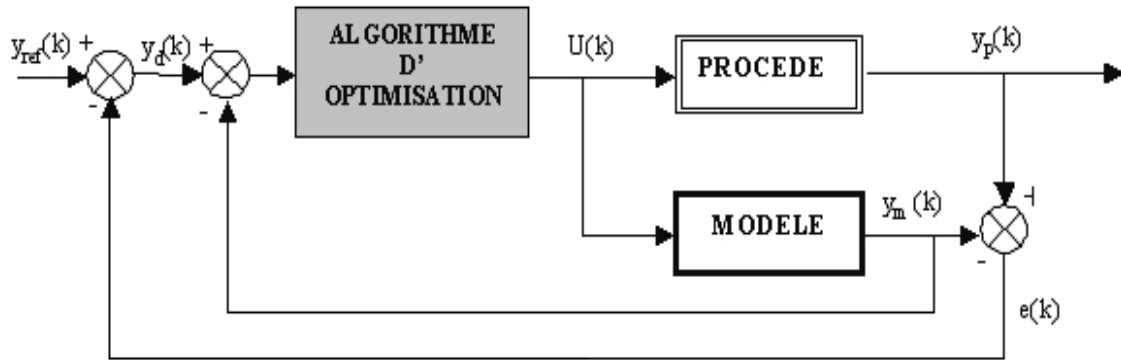 y_ref(k) +
y_d(k) +
ALGORITHME
D'
OPTIMISATION
U(k)
PROCEDE
y_p(k)
-
-
MODELE
y_m (k)
+
-
e(k)